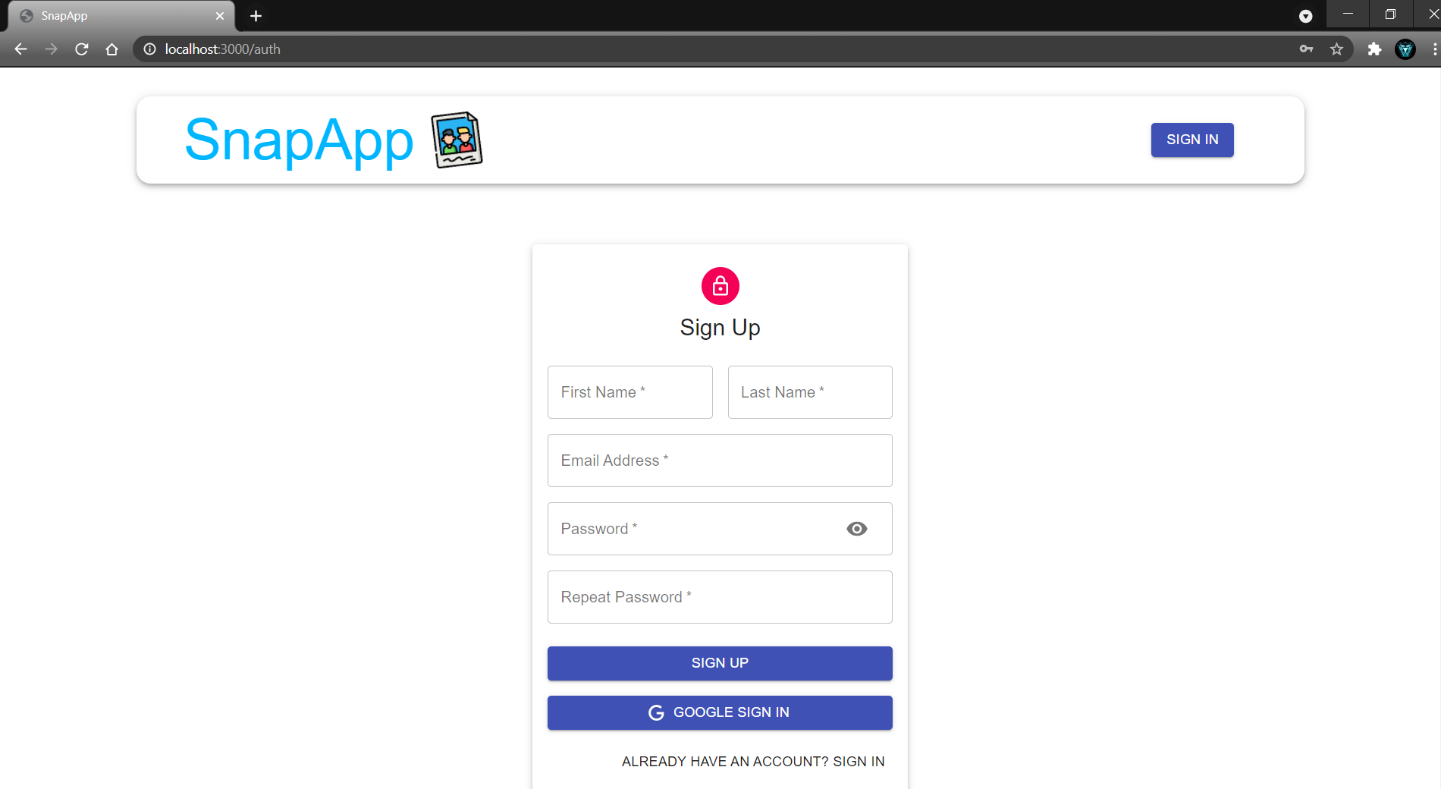 SnapApp
localhost:3000/auth
SnapApp
SIGN IN
Sign Up
First Name *
Last Name *
Email Address *
Password *
Repeat Password *
SIGN UP
GOOGLE SIGN IN
ALREADY HAVE AN ACCOUNT? SIGN IN